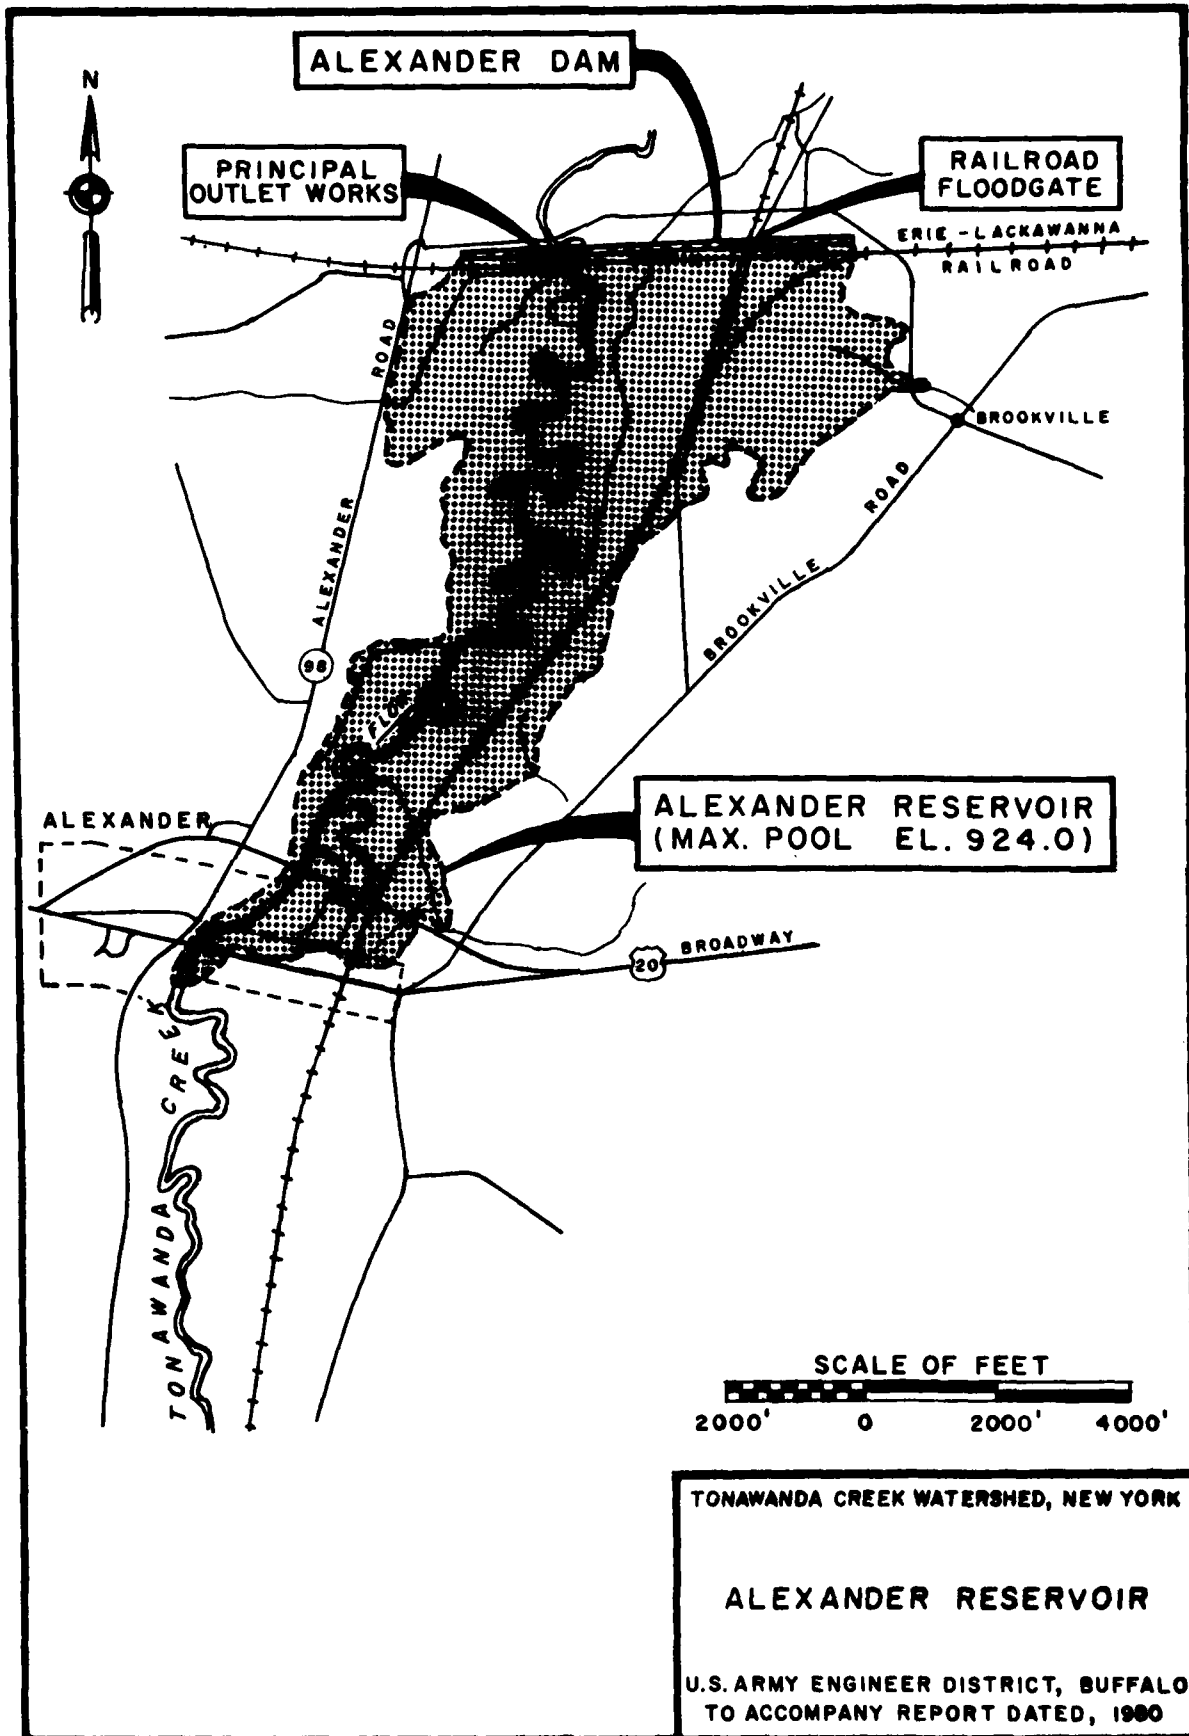 ALEXANDER DAM
N
PRINCIPAL
OUTLET WORKS
RAILROAD
FLOODGATE
ERIE - LACKAWANNA
RAILROAD
ALEXANDER ROAD
BROOKVILLE
BROOKVILLE ROAD
98
FLOW
ALEXANDER
ALEXANDER RESERVOIR
(MAX. POOL EL. 924.0)
20
BROADWAY
TONAWANDA CREEK
SCALE OF FEET
2000' 0 2000' 4000'
TONAWANDA CREEK WATERSHED, NEW YORK
ALEXANDER RESERVOIR
U.S. ARMY ENGINEER DISTRICT, BUFFALO
TO ACCOMPANY REPORT DATED, 1980